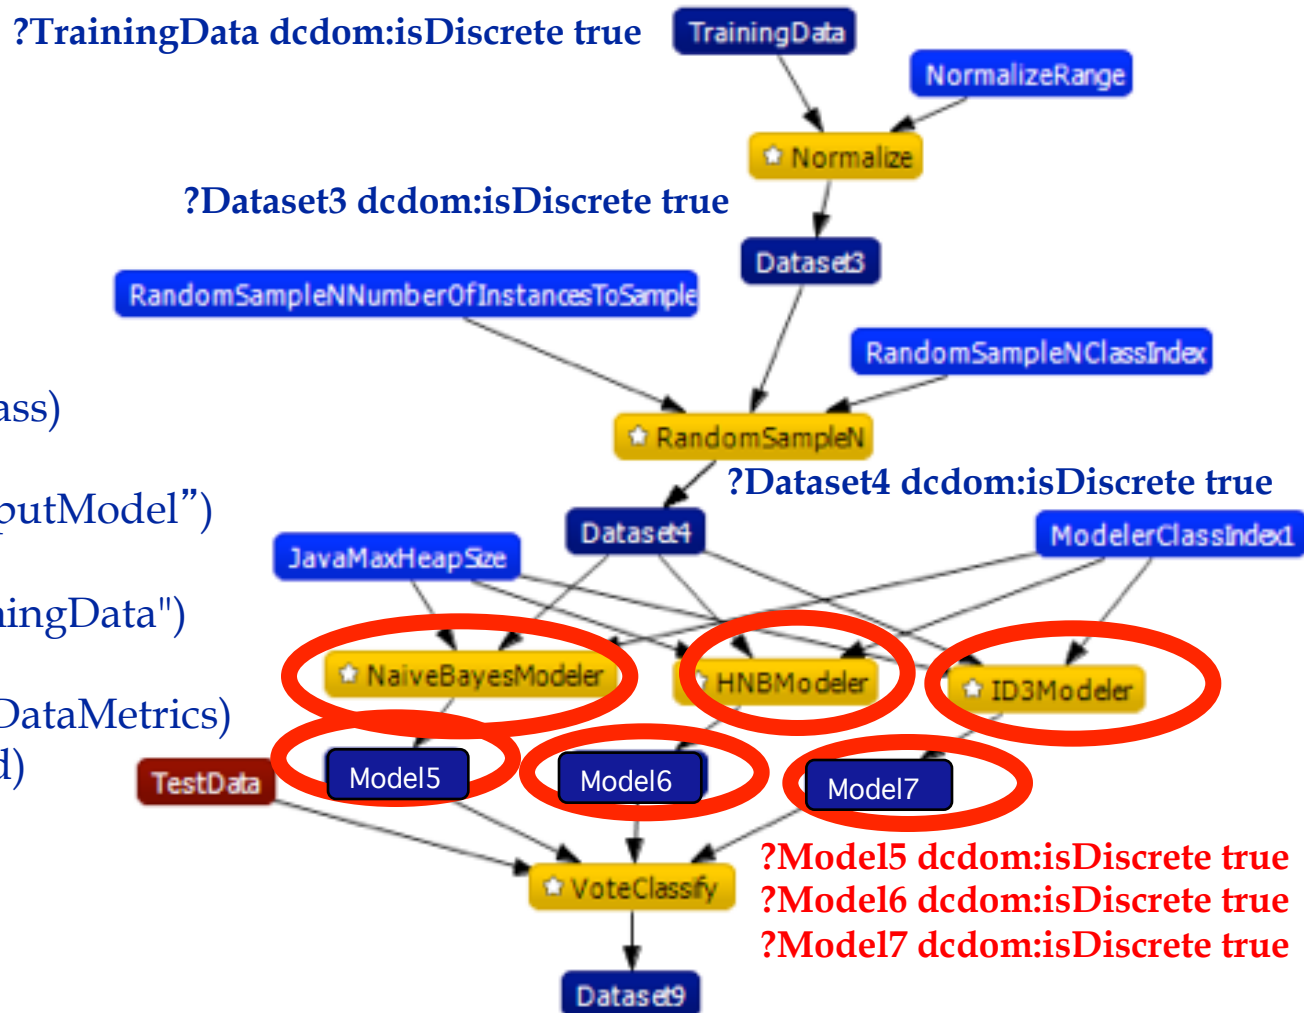 ?TrainingData dcdom:isDiscrete true
TrainingData
NormalizeRange
Normalize
?Dataset3 dcdom:isDiscrete true
Dataset3
RandomSampleNNumberOfInstancesToSample
RandomSampleNClassIndex
ass)
RandomSampleN
?Dataset4 dcdom:isDiscrete true
putModel”)
Dataset4
ModelerClassIndex1
JavaMaxHeapSize
ningData")
NaiveBayesModeler
HNBModeler
ID3Modeler
DataMetrics)
d)
TestData
Model5
Model6
Model7
?Model5 dcdom:isDiscrete true
VoteClassify
?Model6 dcdom:isDiscrete true
?Model7 dcdom:isDiscrete true
Dataset9